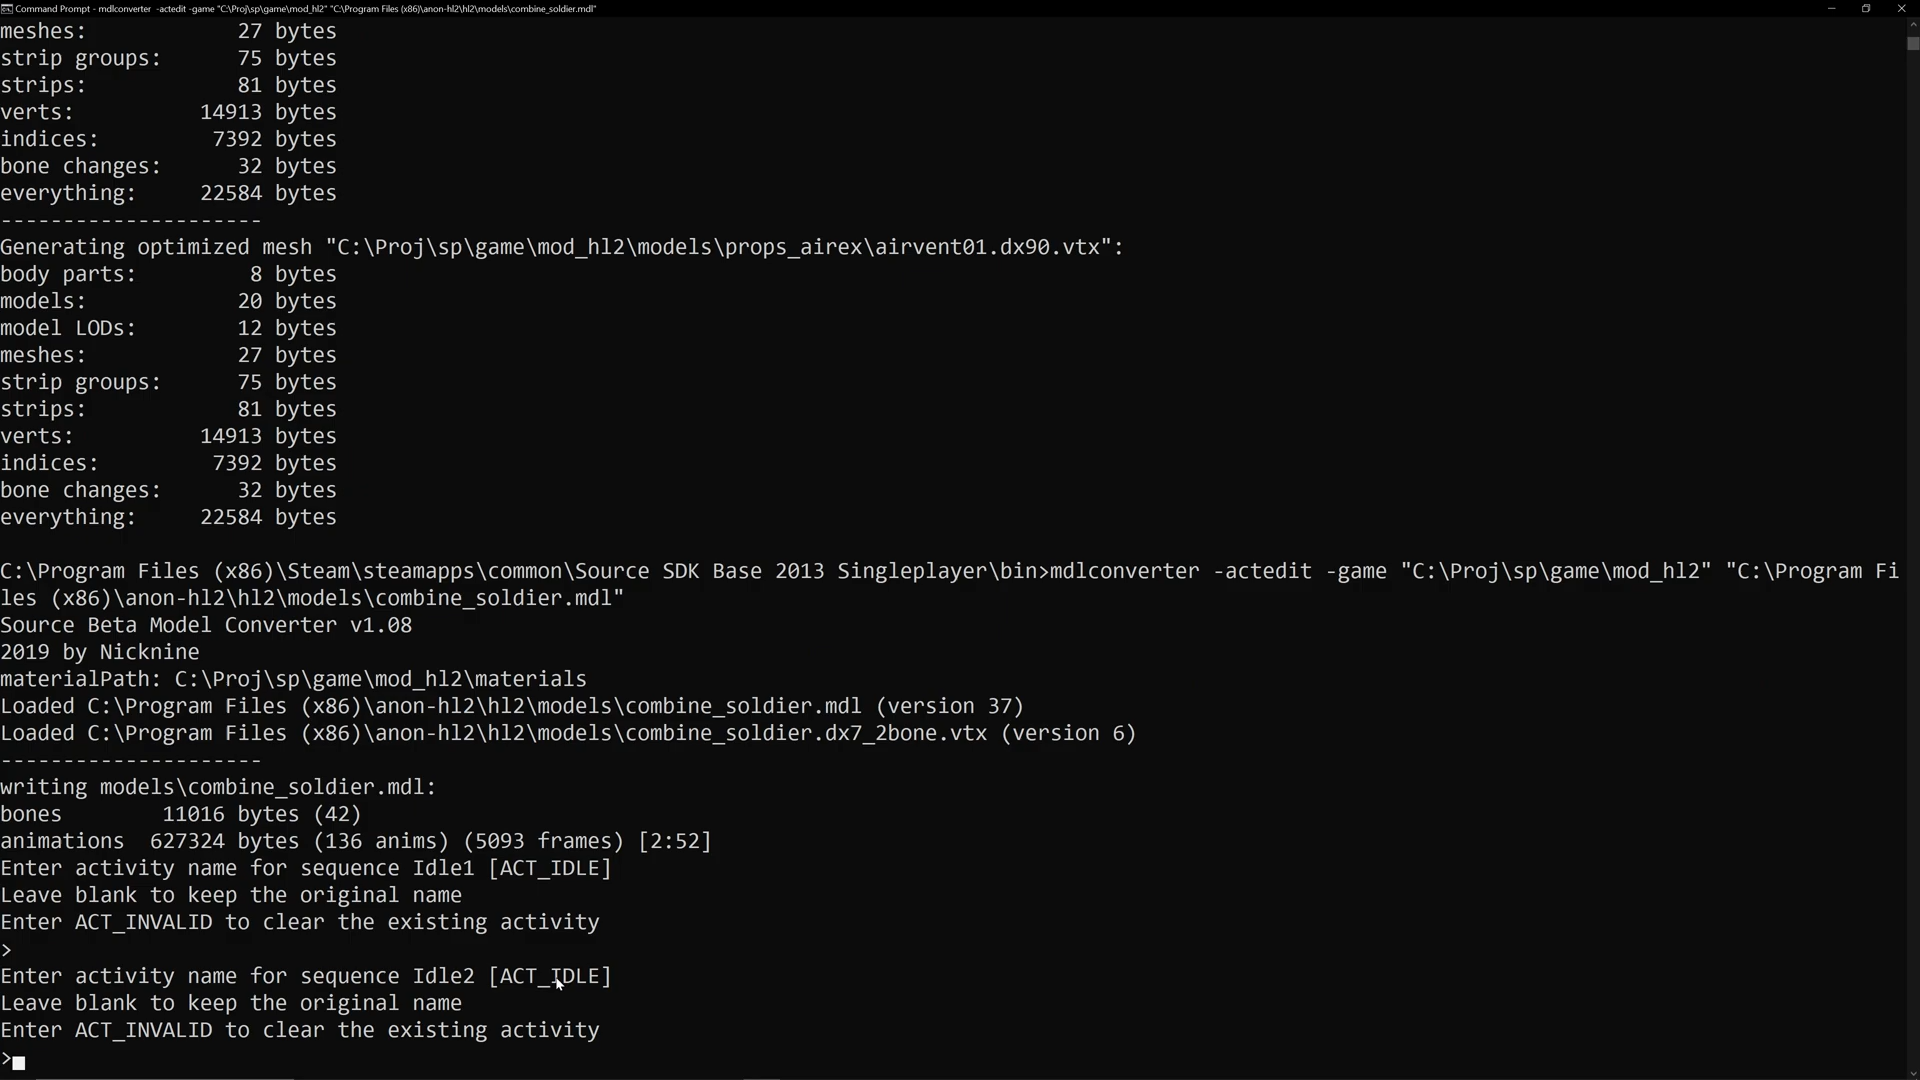 Command Prompt - mdlconverter -actedit -game "C:\Proj\sp\game\mod_hl2" "C:\Program Files (x86)\anon-hl2\hl2\models\combine_soldier.mdl"
meshes: 27 bytes
strip groups: 75 bytes
strips: 81 bytes
verts: 14913 bytes
indices: 7392 bytes
bone changes: 32 bytes
everything: 22584 bytes
---------------------
Generating optimized mesh "C:\Proj\sp\game\mod_hl2\models\props_airex\airvent01.dx90.vtx":
body parts: 8 bytes
models: 20 bytes
model LODs: 12 bytes
meshes: 27 bytes
strip groups: 75 bytes
strips: 81 bytes
verts: 14913 bytes
indices: 7392 bytes
bone changes: 32 bytes
everything: 22584 bytes
C:\Program Files (x86)\Steam\steamapps\common\Source SDK Base 2013 Singleplayer\bin>mdlconverter -actedit -game "C:\Proj\sp\game\mod_hl2" "C:\Program Fi
les (x86)\anon-hl2\hl2\models\combine_soldier.mdl"
Source Beta Model Converter v1.08
2019 by Nicknine
materialPath: C:\Proj\sp\game\mod_hl2\materials
Loaded C:\Program Files (x86)\anon-hl2\hl2\models\combine_soldier.mdl (version 37)
Loaded C:\Program Files (x86)\anon-hl2\hl2\models\combine_soldier.dx7_2bone.vtx (version 6)
---------------------
writing models\combine_soldier.mdl:
bones 11016 bytes (42)
animations 627324 bytes (136 anims) (5093 frames) [2:52]
Enter activity name for sequence Idle1 [ACT_IDLE]
Leave blank to keep the original name
Enter ACT_INVALID to clear the existing activity
>
Enter activity name for sequence Idle2 [ACT_IDLE]
Leave blank to keep the original name
Enter ACT_INVALID to clear the existing activity
>